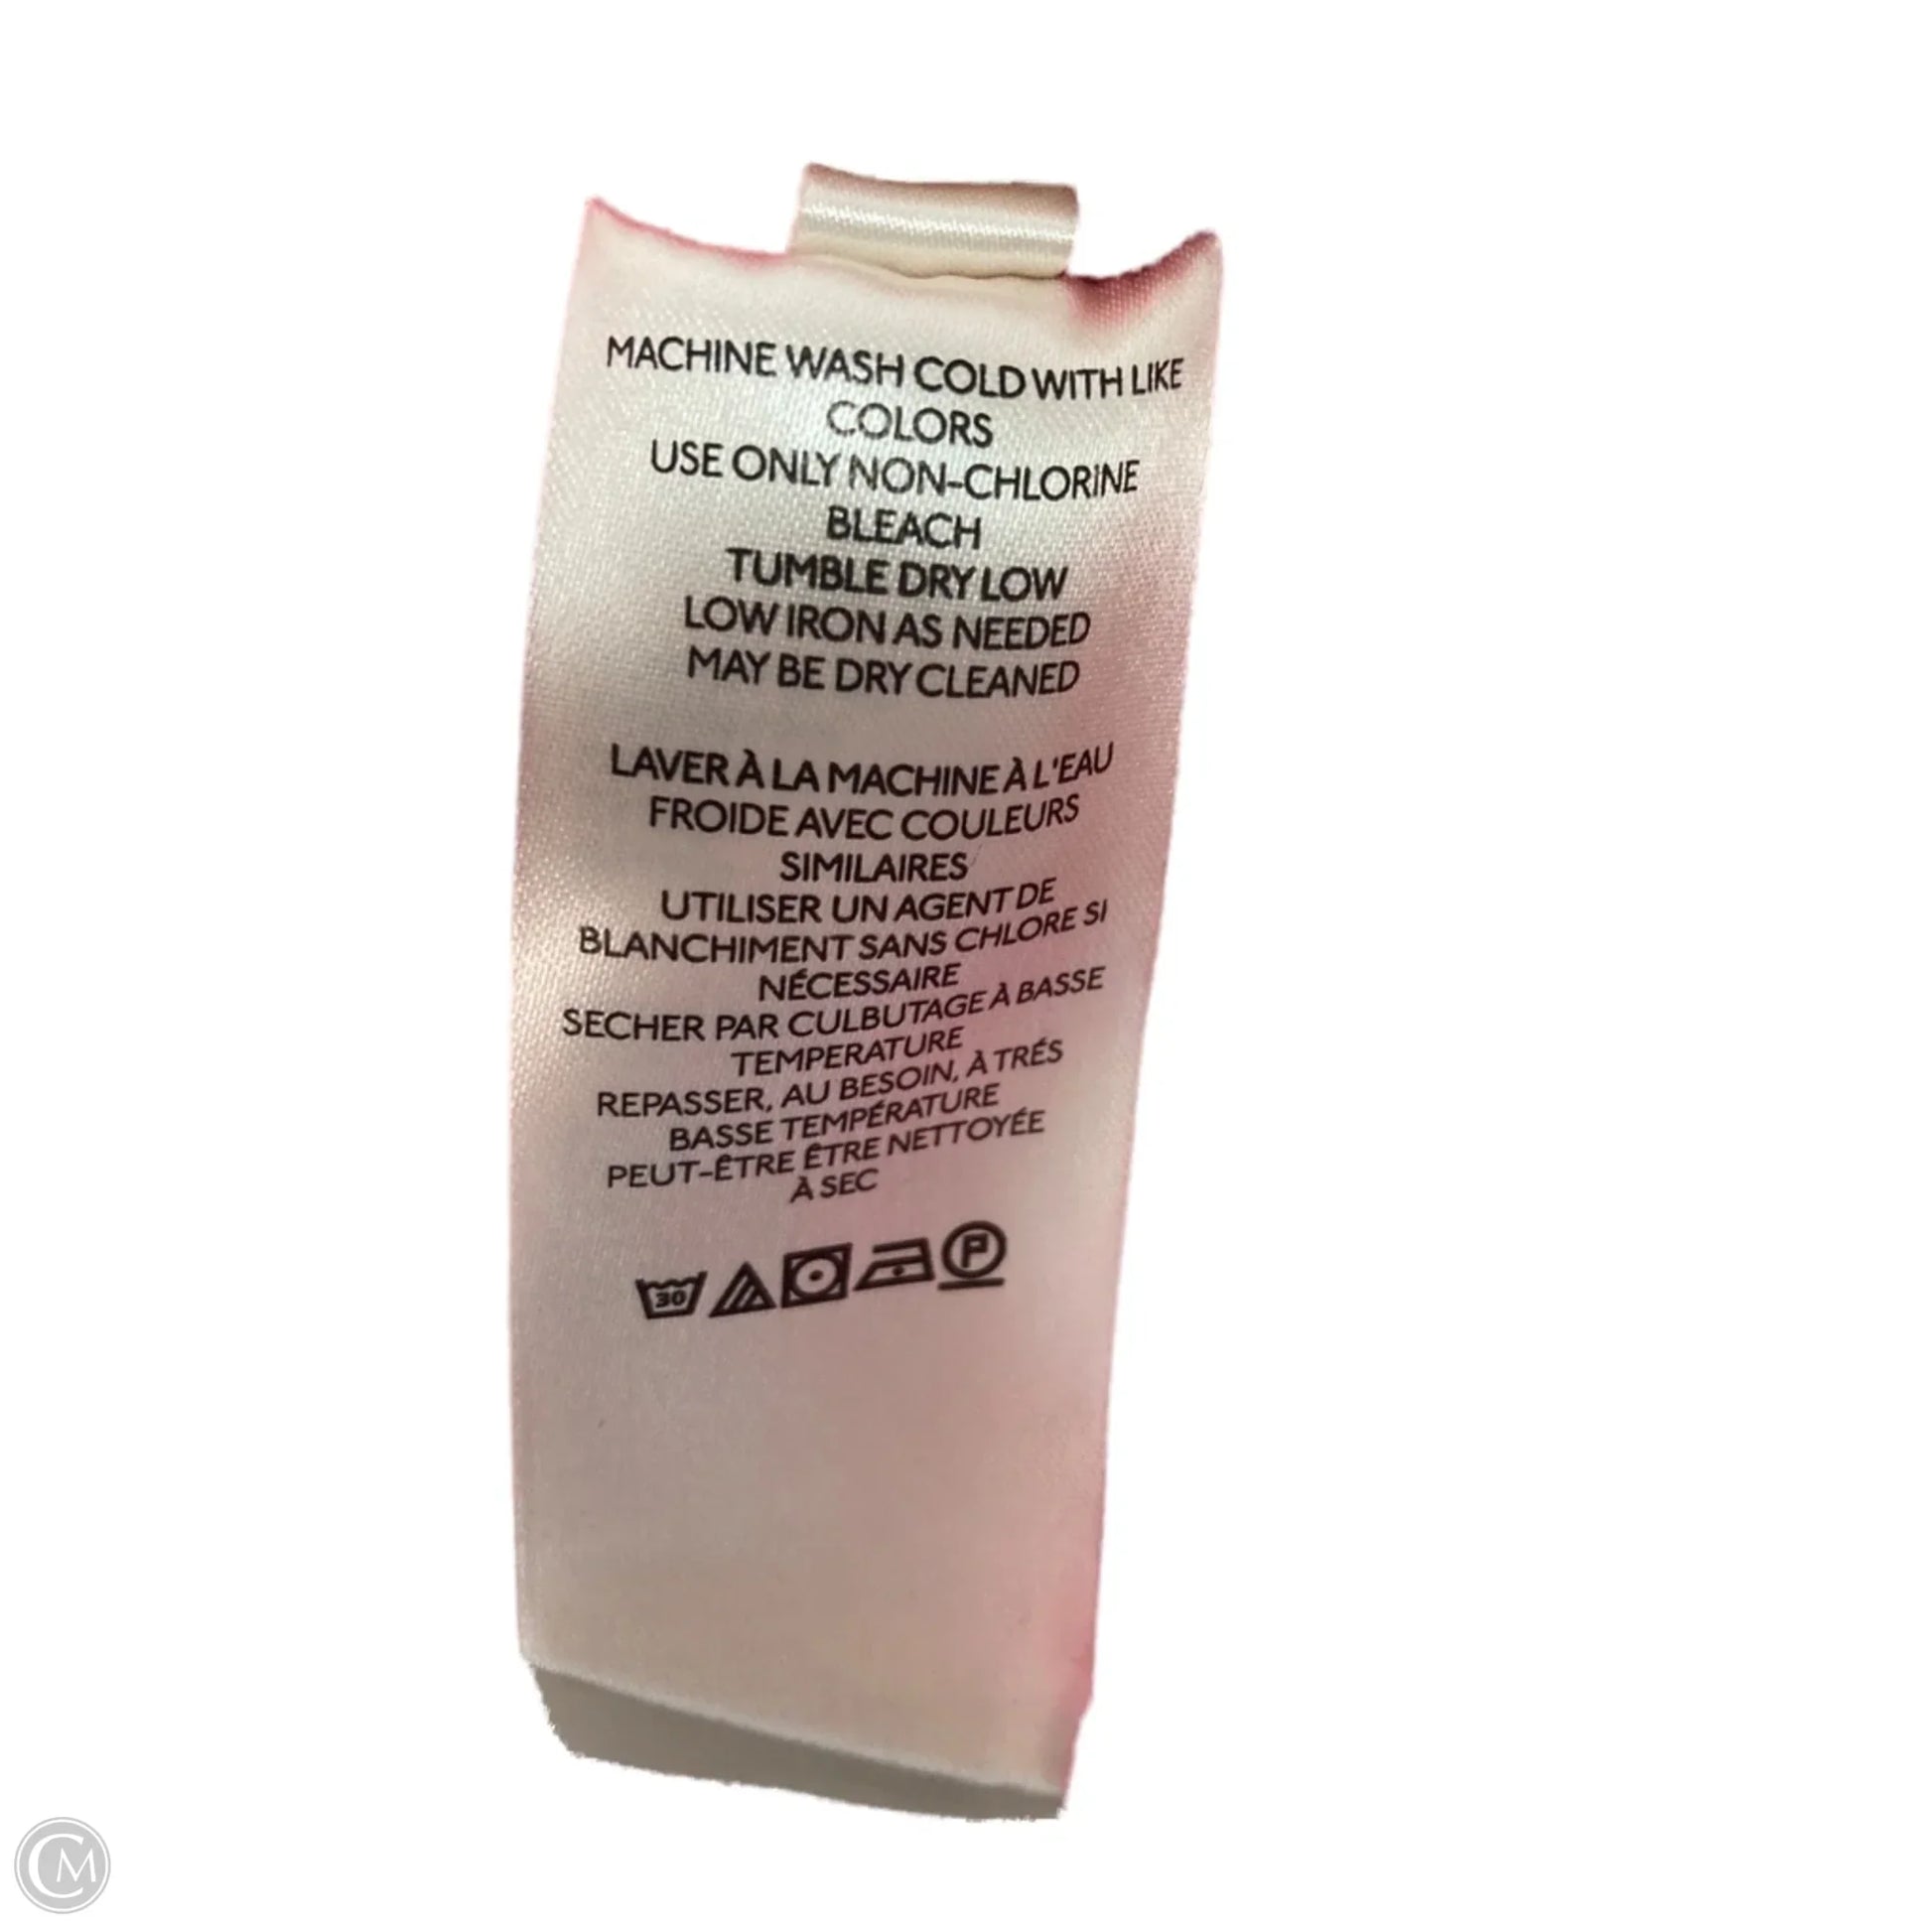 MACHINE WASH COLD WITH LIKE
COLORS
USE ONLY NON-CHLORINE
BLEACH
TUMBLE DRY LOW
LOW IRON AS NEEDED
MAY BE DRY CLEANED
LAVER À LA MACHINE À L'EAU
FROIDE AVEC COULEURS
SIMILAIRES
UTILISER UN AGENT DE
BLANCHIMENT SANS CHLORE SI
NÉCESSAIRE
SECHER PAR CULBUTAGE À BASSE
TEMPERATURE
REPASSER, AU BESOIN, À TRÉS
BASSE TEMPÉRATURE
PEUT-ÊTRE ÊTRE NETTOYÉE
À SEC
30 P
CM